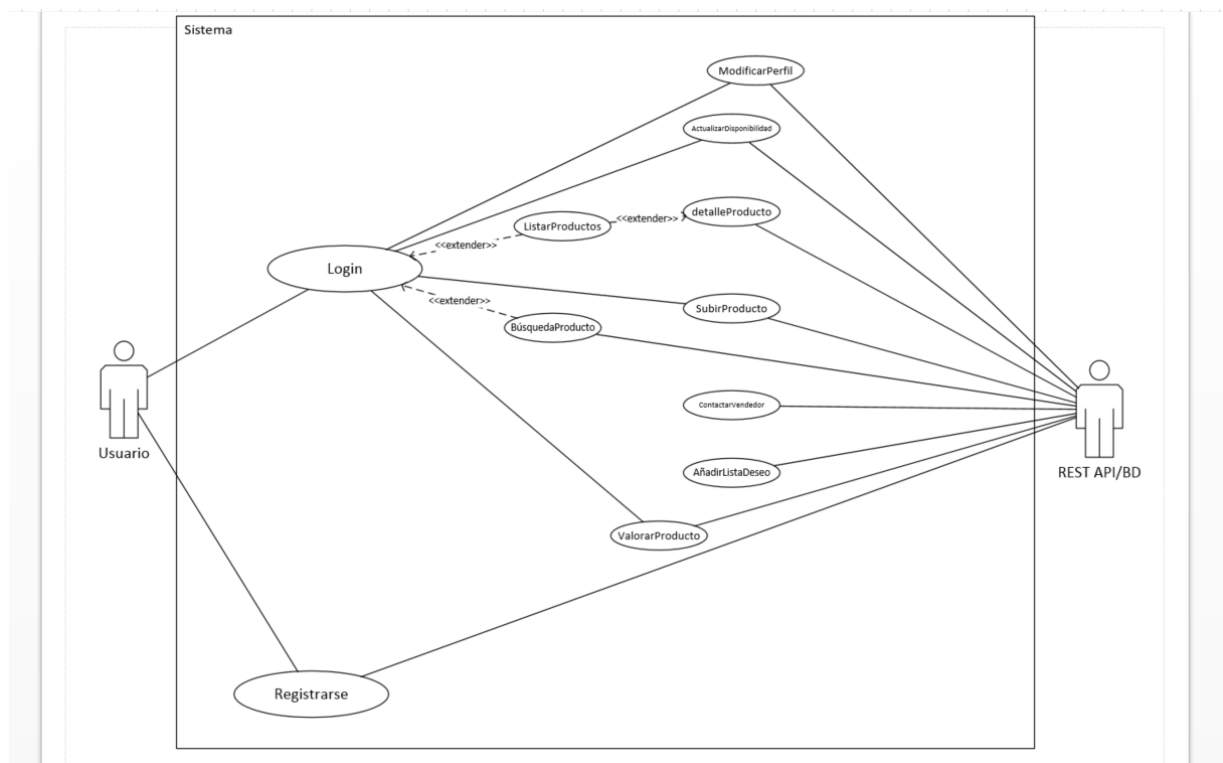 Sistema
ModificarPerfil
ActualizarDisponibilidad
detalleProducto
<<extender>>
ListarProductos
<<extender>>
Login
<<extender>>
SubirProducto
BúsquedaProducto
ContactarVendedor
Usuario
AñadirListaDeseo
REST API/BD
ValorarProducto
Registrarse